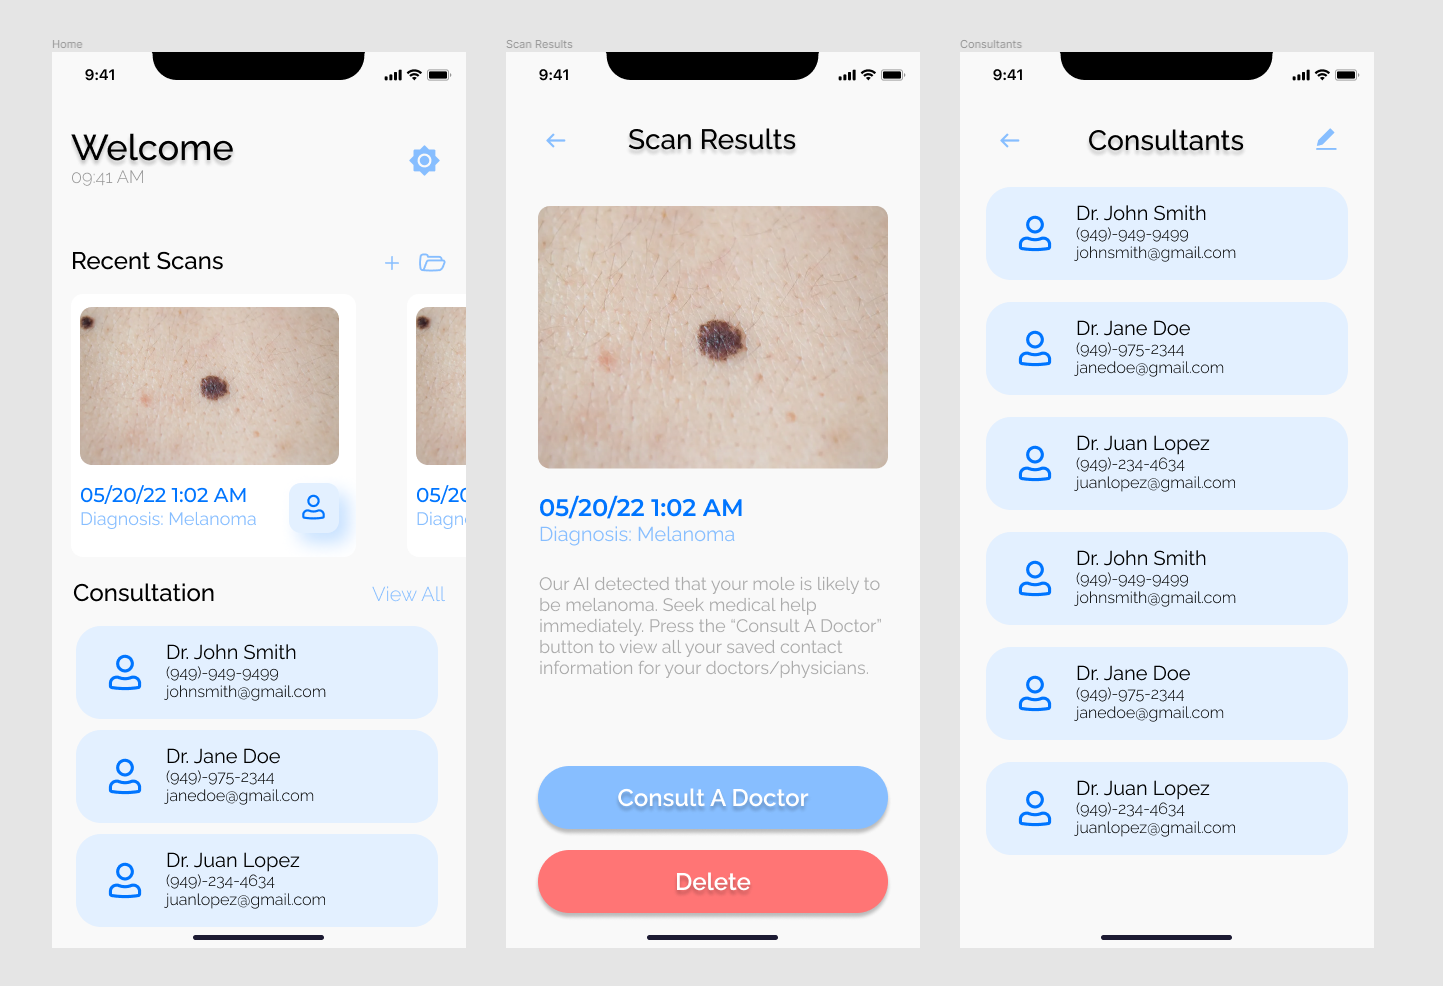 Home
9:41
Welcome
09:41 AM
Recent Scans
05/20/22 1:02 AM
Diagnosis: Melanoma
05/20
Diagn
Consultation
View All
Dr. John Smith
(949)-949-9499
johnsmith@gmail.com
Dr. Jane Doe
(949)-975-2344
janedoe@gmail.com
Dr. Juan Lopez
(949)-234-4634
juanlopez@gmail.com
Scan Results
9:41
Scan Results
05/20/22 1:02 AM
Diagnosis: Melanoma
Our AI detected that your mole is likely to
be melanoma. Seek medical help
immediately. Press the “Consult A Doctor”
button to view all your saved contact
information for your doctors/physicians.
Consult A Doctor
Delete
Consultants
9:41
Consultants
Dr. John Smith
(949)-949-9499
johnsmith@gmail.com
Dr. Jane Doe
(949)-975-2344
janedoe@gmail.com
Dr. Juan Lopez
(949)-234-4634
juanlopez@gmail.com
Dr. John Smith
(949)-949-9499
johnsmith@gmail.com
Dr. Jane Doe
(949)-975-2344
janedoe@gmail.com
Dr. Juan Lopez
(949)-234-4634
juanlopez@gmail.com